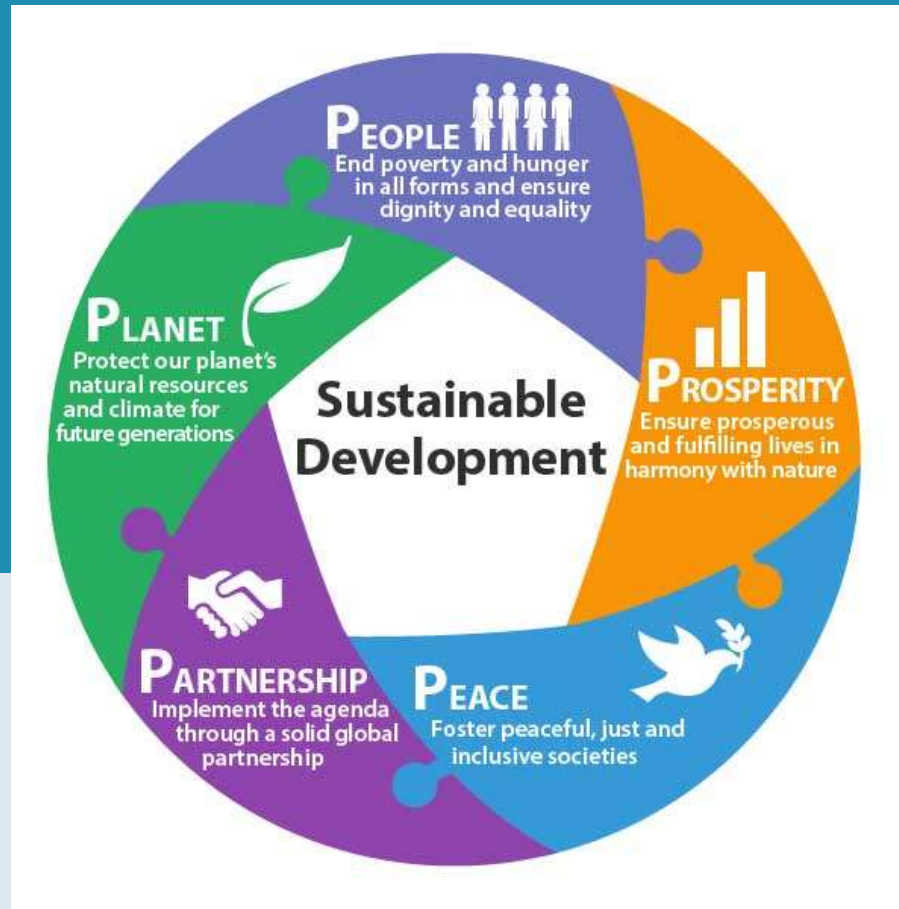 PEOPLE
End poverty and hunger
in all forms and ensure
dignity and equality
PROSPERITY
Ensure prosperous
and fulfilling lives in
harmony with nature
PEACE
Foster peaceful, just and
inclusive societies
PARTNERSHIP
Implement the agenda
through a solid global
partnership
PLANET
Protect our planet's
natural resources
and climate for
future generations
Sustainable
Development